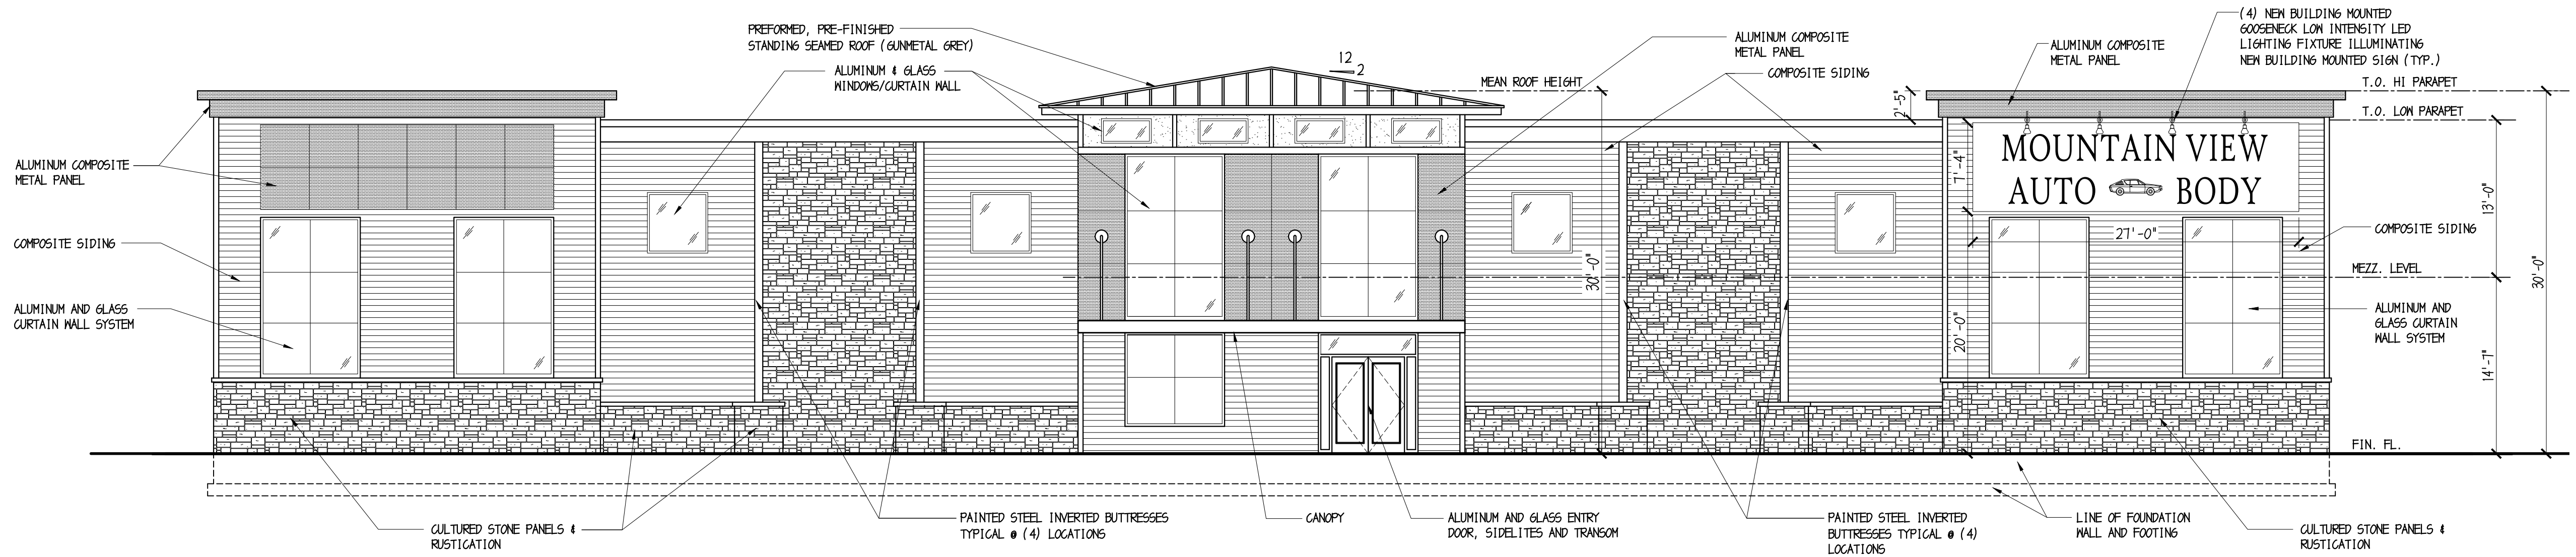 PREFORMED, PRE-FINISHED
STANDING SEAMED ROOF (GUNMETAL GREY)
ALUMINUM & GLASS
WINDOWS/CURTAIN WALL
12
2
MEAN ROOF HEIGHT
ALUMINUM COMPOSITE
METAL PANEL
COMPOSITE SIDING
ALUMINUM COMPOSITE
METAL PANEL
(4) NEW BUILDING MOUNTED
GOOSENECK LOW INTENSITY LED
LIGHTING FIXTURE ILLUMINATING
NEW BUILDING MOUNTED SIGN (TYP.)
T.O. HI PARAPET
2'-5"
T.O. LOW PARAPET
ALUMINUM COMPOSITE
METAL PANEL
MOUNTAIN VIEW
AUTO BODY
7'-4"
13'-0"
COMPOSITE SIDING
27'-0"
COMPOSITE SIDING
30'-0"
MEZZ. LEVEL
30'-0"
ALUMINUM AND GLASS
CURTAIN WALL SYSTEM
20'-0"
ALUMINUM AND
GLASS CURTAIN
WALL SYSTEM
14'-7"
FIN. FL.
CULTURED STONE PANELS &
RUSTICATION
PAINTED STEEL INVERTED BUTTRESSES
TYPICAL @ (4) LOCATIONS
CANOPY
ALUMINUM AND GLASS ENTRY
DOOR, SIDELITES AND TRANSOM
PAINTED STEEL INVERTED
BUTTRESSES TYPICAL @ (4)
LOCATIONS
LINE OF FOUNDATION
WALL AND FOOTING
CULTURED STONE PANELS &
RUSTICATION